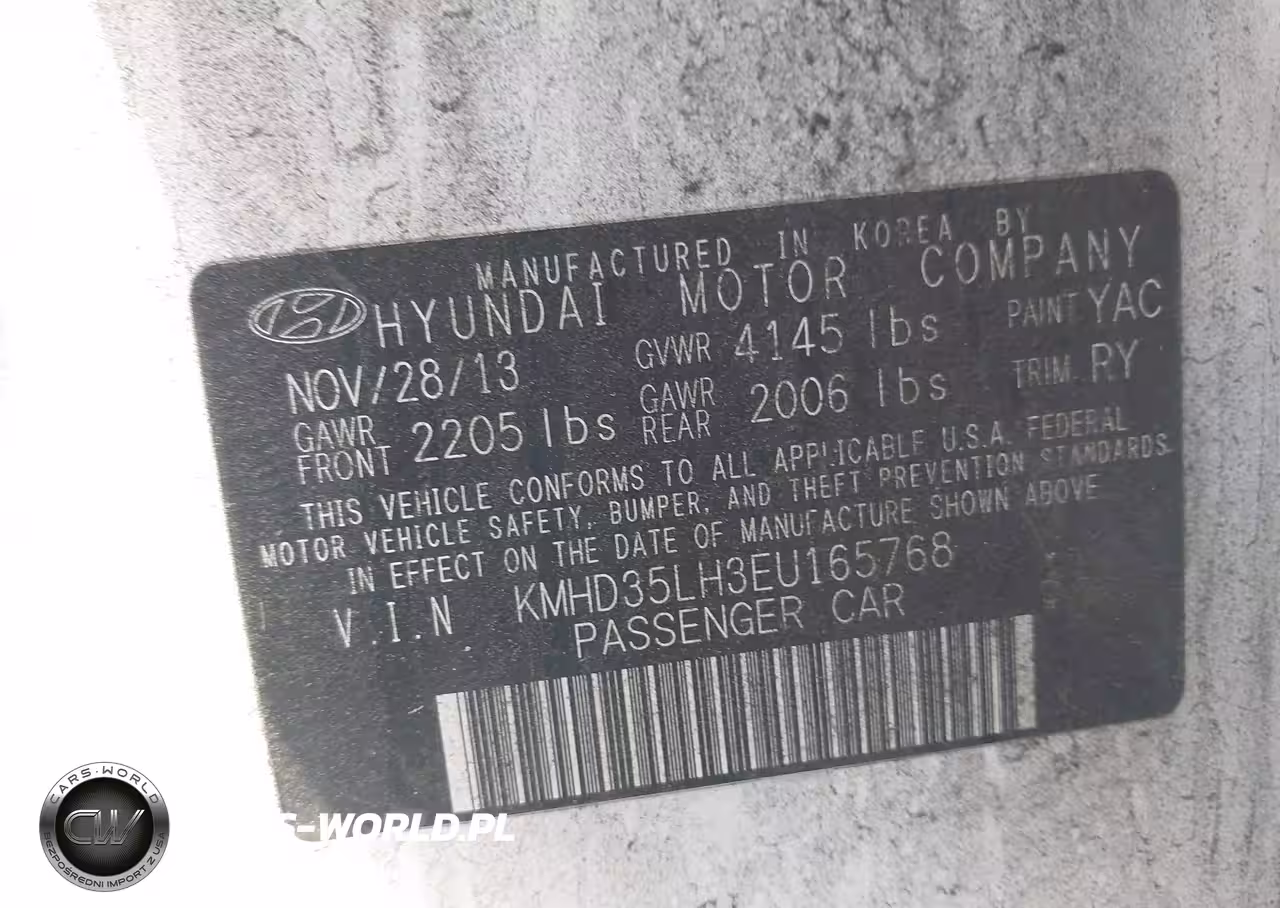 MANUFACTURED IN KOREA BY
HYUNDAI MOTOR COMPANY
NOV/28/13 GVWR 4145 lbs PAINT YAC
GAWR FRONT 2205 lbs GAWR REAR 2006 lbs TRIM. RY
THIS VEHICLE CONFORMS TO ALL APPLICABLE U.S.A. FEDERAL
MOTOR VEHICLE SAFETY, BUMPER, AND THEFT PREVENTION STANDARDS
IN EFFECT ON THE DATE OF MANUFACTURE SHOWN ABOVE
V.I.N KMHD35LH3EU165768
PASSENGER CAR
S-WORLD.PL
CARS-WORLD
CW
BEZPOŚREDNI IMPORT Z USA